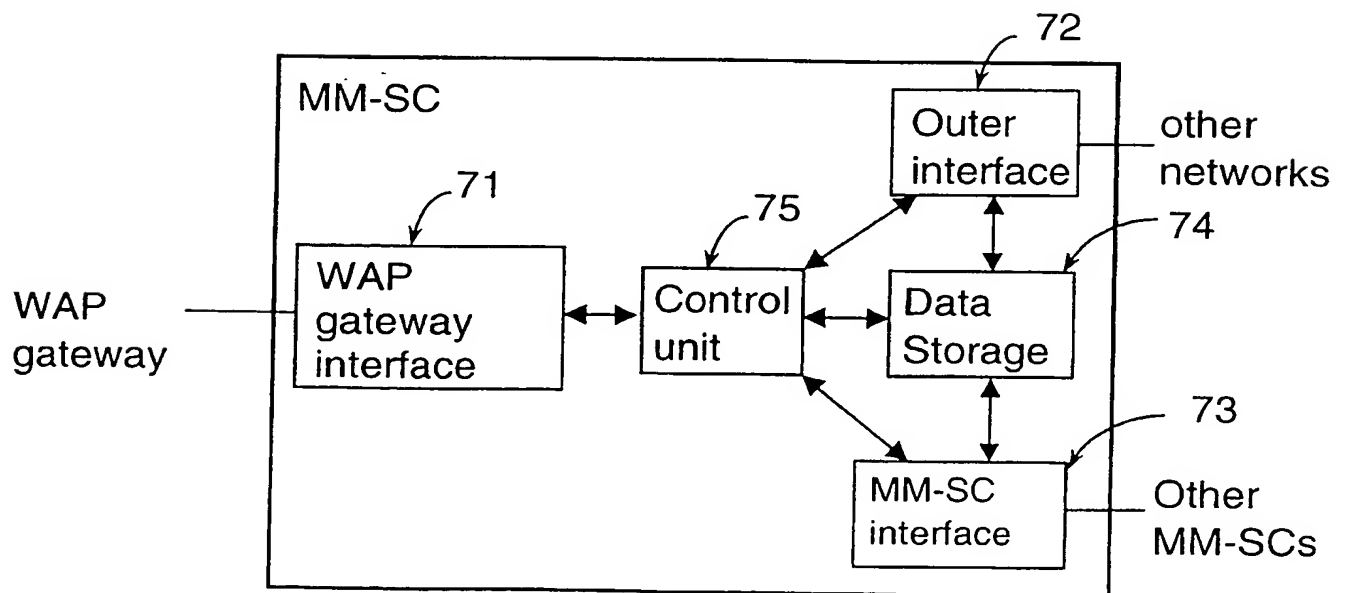 72
MM-SC
Outer
interface
other
networks
71
75
74
WAP
gateway
interface
Control
unit
Data
Storage
WAP
gateway
73
MM-SC
interface
Other
MM-SCs